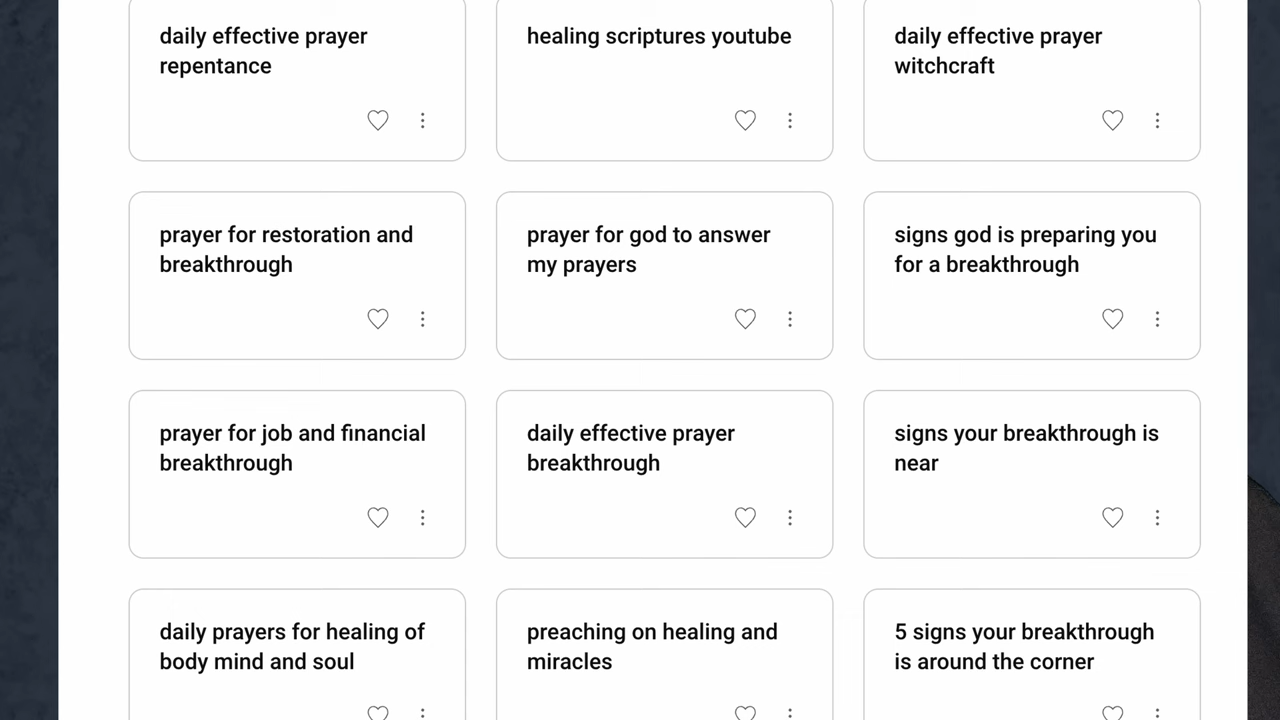 daily effective prayer
repentance
healing scriptures youtube
daily effective prayer
witchcraft
prayer for restoration and
breakthrough
prayer for god to answer
my prayers
signs god is preparing you
for a breakthrough
prayer for job and financial
breakthrough
daily effective prayer
breakthrough
signs your breakthrough is
near
daily prayers for healing of
body mind and soul
preaching on healing and
miracles
5 signs your breakthrough
is around the corner